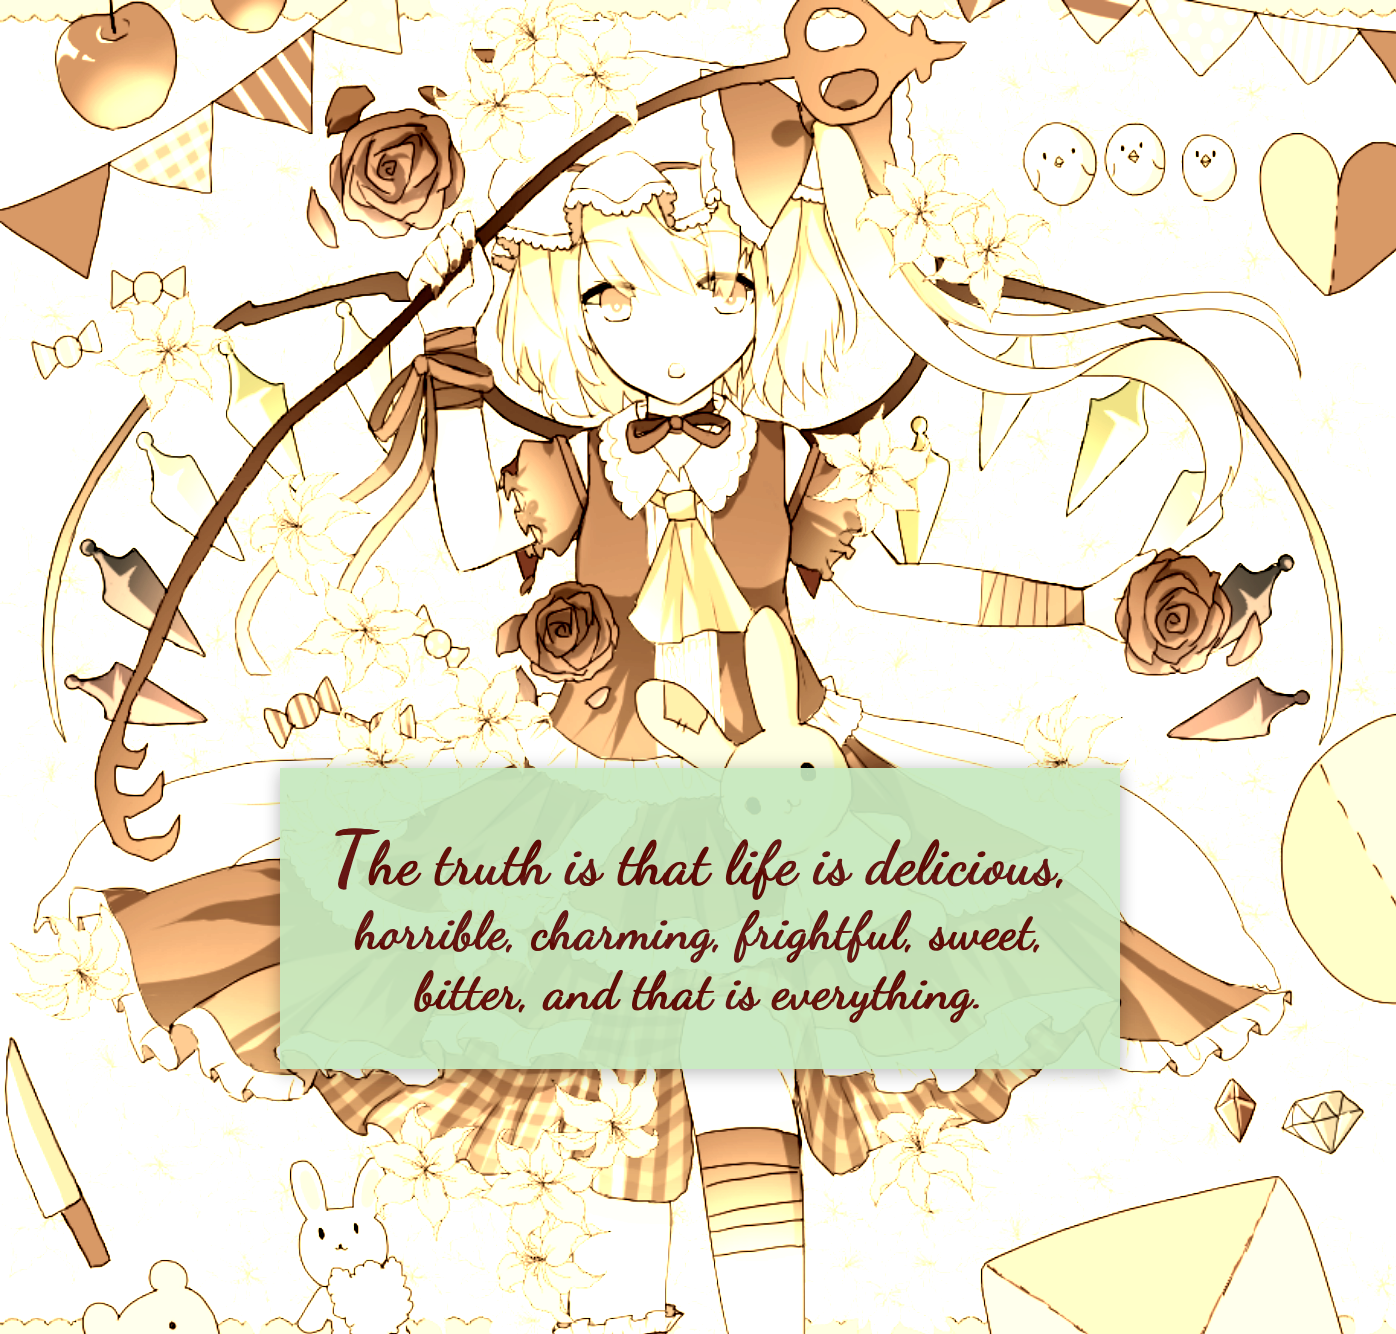 The truth is that life is delicious,
horrible, charming, frightful, sweet,
bitter, and that is everything.